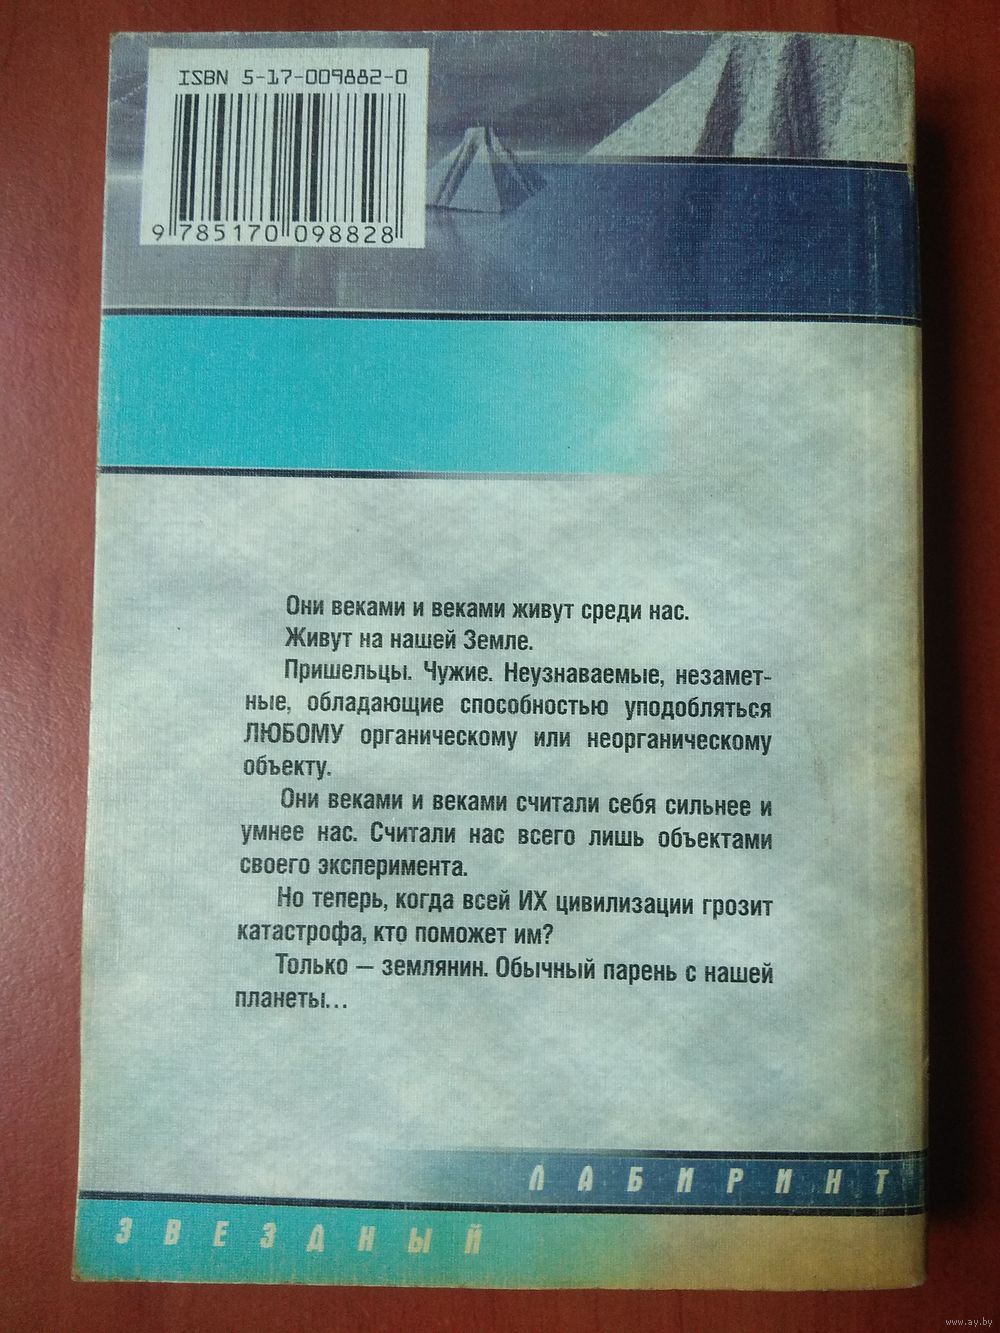 ISBN 5-17-009882-0
9 785170 098828
Они веками и веками живут среди нас.
Живут на нашей Земле.
Пришельцы. Чужие. Неузнаваемые, незамет-
ные, обладающие способностью уподобляться
ЛЮБОМУ органическому или неорганическому
объекту.
Они веками и веками считали себя сильнее и
умнее нас. Считали нас всего лишь объектами
своего эксперимента.
Но теперь, когда всей ИХ цивилизации грозит
катастрофа, кто поможет им?
Только — землянин. Обычный парень с нашей
планеты...
ЛАБИРИНТ
ЗВЕЗДНЫЙ
www.ay.by